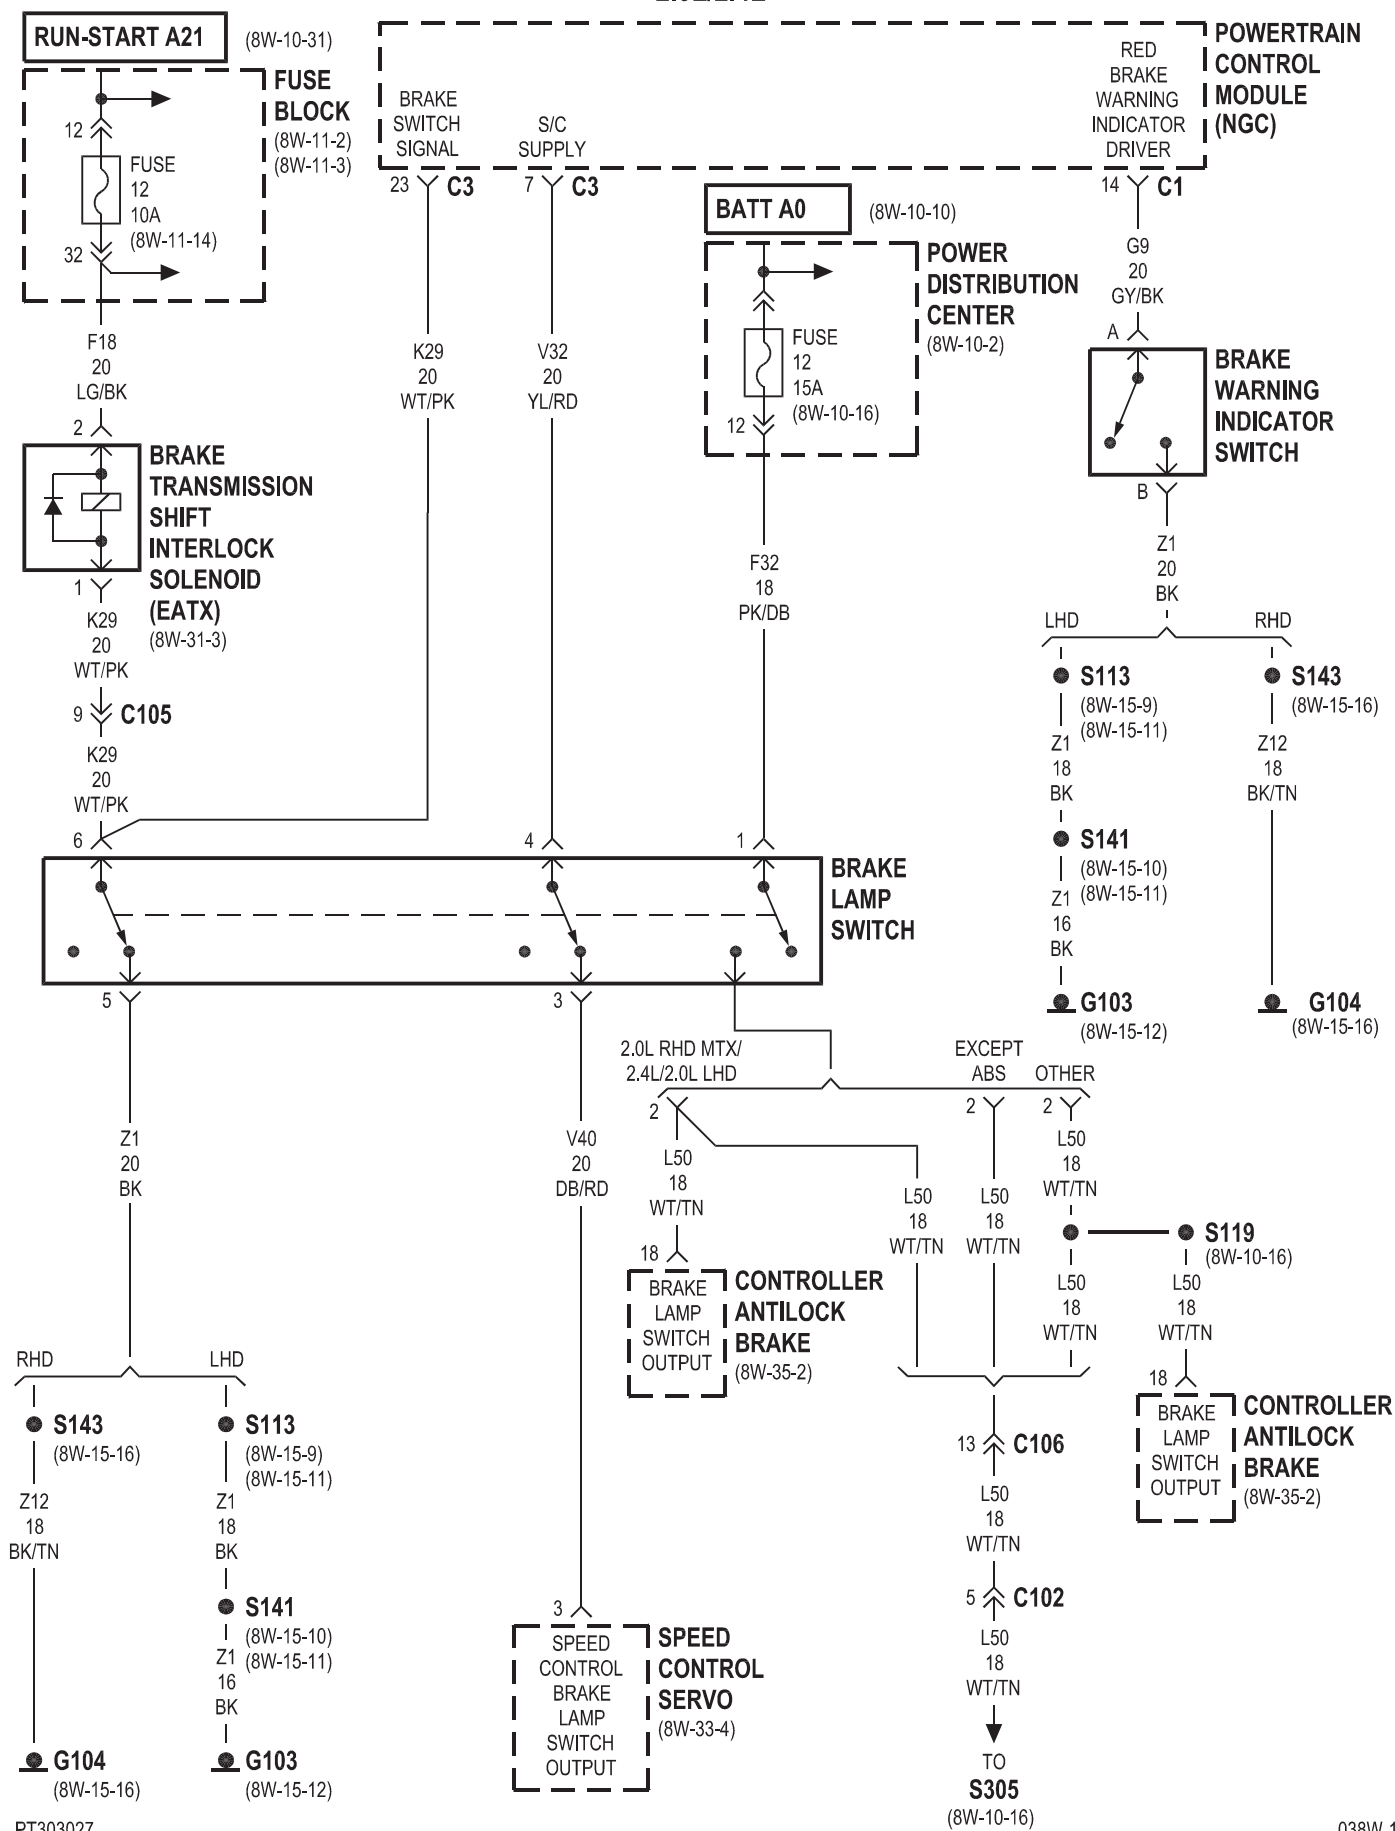 RUN-START A21
(8W-10-31)
FUSE
BLOCK
(8W-11-2)
(8W-11-3)
12
FUSE
12
10A
(8W-11-14)
32
BRAKE
SWITCH
SIGNAL
S/C
SUPPLY
RED
BRAKE
WARNING
INDICATOR
DRIVER
POWERTRAIN
CONTROL
MODULE
(NGC)
23
C3
7
C3
14
C1
BATT A0
(8W-10-10)
POWER
DISTRIBUTION
CENTER
(8W-10-2)
FUSE
12
15A
(8W-10-16)
12
G9
20
GY/BK
A
BRAKE
WARNING
INDICATOR
SWITCH
B
F18
20
LG/BK
2
K29
20
WT/PK
V32
20
YL/RD
BRAKE
TRANSMISSION
SHIFT
INTERLOCK
SOLENOID
(EATX)
(8W-31-3)
1
K29
20
WT/PK
9
C105
K29
20
WT/PK
F32
18
PK/DB
Z1
20
BK
LHD
RHD
S113
(8W-15-9)
(8W-15-11)
S143
(8W-15-16)
Z1
18
BK
Z12
18
BK/TN
S141
(8W-15-10)
(8W-15-11)
Z1
16
BK
G103
(8W-15-12)
G104
(8W-15-16)
6
4
1
BRAKE
LAMP
SWITCH
5
3
2.0L RHD MTX/
2.4L/2.0L LHD
EXCEPT
ABS
OTHER
2
2
2
Z1
20
BK
V40
20
DB/RD
L50
18
WT/TN
L50
18
WT/TN
L50
18
WT/TN
L50
18
WT/TN
S119
(8W-10-16)
18
BRAKE
LAMP
SWITCH
OUTPUT
CONTROLLER
ANTILOCK
BRAKE
(8W-35-2)
L50
18
WT/TN
L50
18
WT/TN
18
BRAKE
LAMP
SWITCH
OUTPUT
CONTROLLER
ANTILOCK
BRAKE
(8W-35-2)
RHD
LHD
S143
(8W-15-16)
S113
(8W-15-9)
(8W-15-11)
Z12
18
BK/TN
Z1
18
BK
S141
(8W-15-10)
(8W-15-11)
Z1
16
BK
G104
(8W-15-16)
G103
(8W-15-12)
13
C106
L50
18
WT/TN
5
C102
L50
18
WT/TN
TO
S305
(8W-10-16)
3
SPEED
CONTROL
BRAKE
LAMP
SWITCH
OUTPUT
SPEED
CONTROL
SERVO
(8W-33-4)
PT303027
038W-1